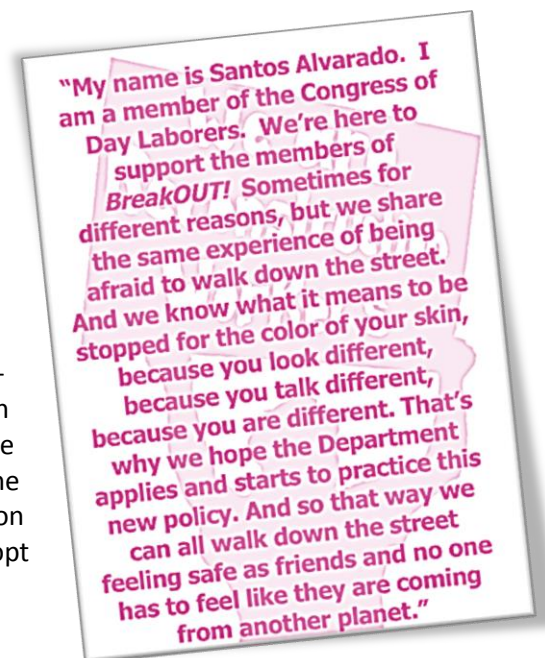 “My name is Santos Alvarado.  I
am a member of the Congress of
Day Laborers.  We’re here to
support the members of
BreakOUT!  Sometimes for
different reasons, but we share
the same experience of being
afraid to walk down the street.
And we know what it means to be
stopped for the color of your skin,
because you look different,
because you talk different,
because you are different. That’s
why we hope the Department
applies and starts to practice this
new policy. And so that way we
can all walk down the street
feeling safe as friends and no one
has to feel like they are coming
from another planet.”